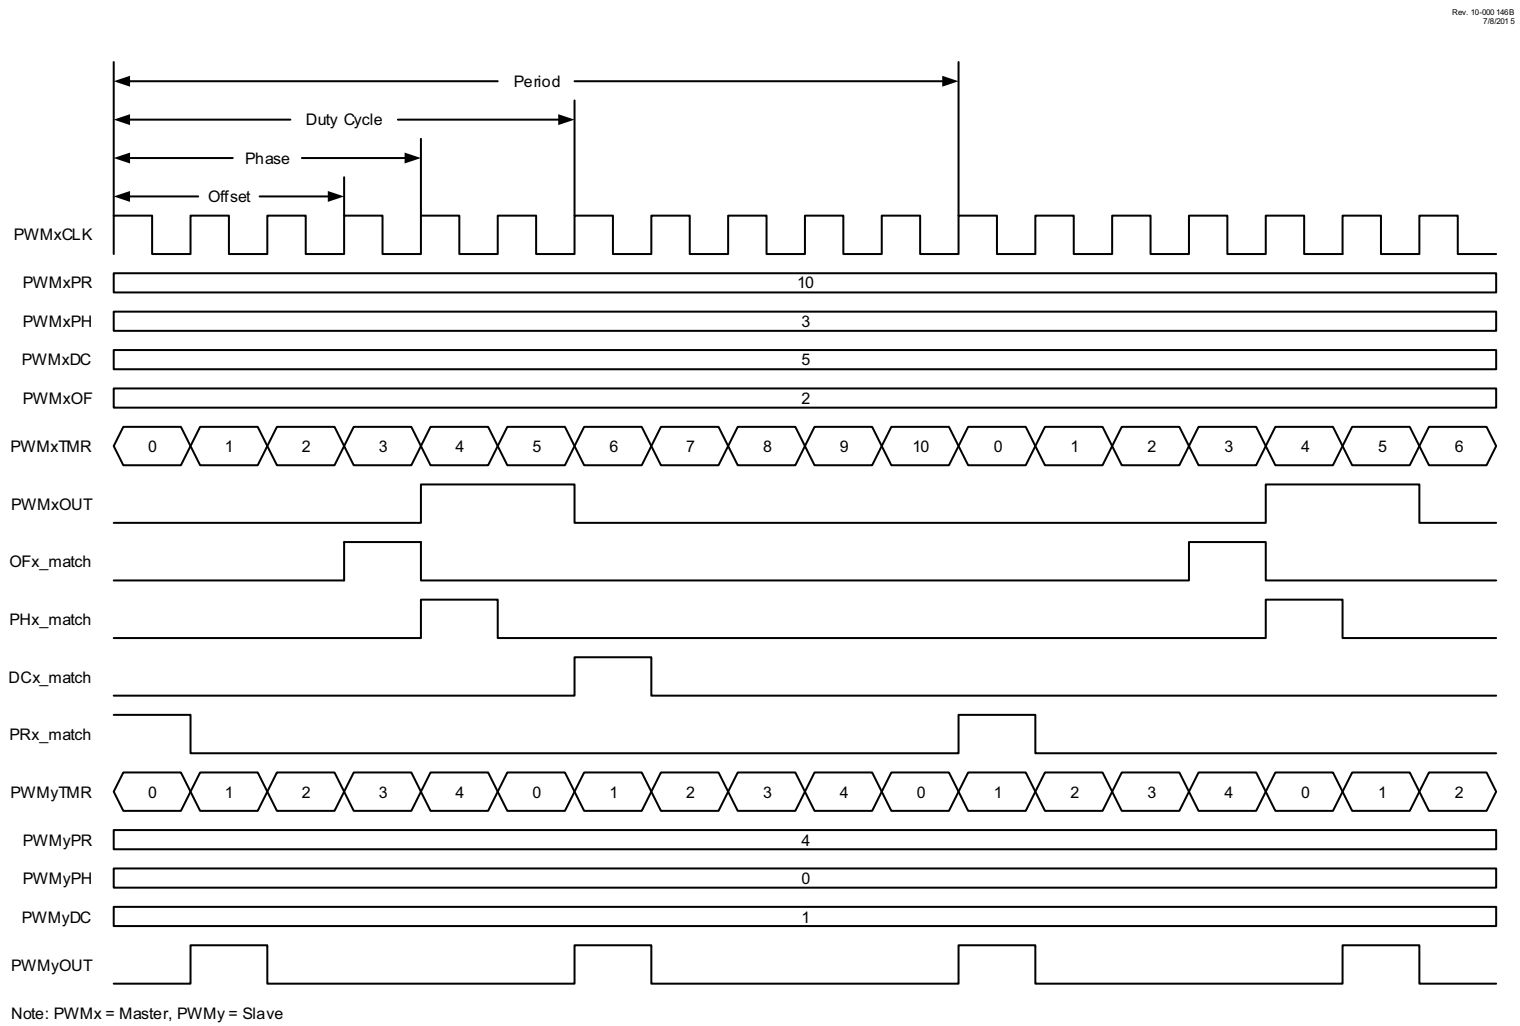 Rev. 10-000 146B
7/8/2015
Period
Duty Cycle
Phase
Offset
PWMxCLK
PWMxPR 10
PWMxPH 3
PWMxDC 5
PWMxOF 2
PWMxTMR 0 1 2 3 4 5 6 7 8 9 10 0 1 2 3 4 5 6
PWMxOUT
OFx_match
PHx_match
DCx_match
PRx_match
PWMyTMR 0 1 2 3 4 0 1 2 3 4 0 1 2 3 4 0 1 2
PWMyPR 4
PWMyPH 0
PWMyDC 1
PWMyOUT
Note: PWMx = Master, PWMy = Slave